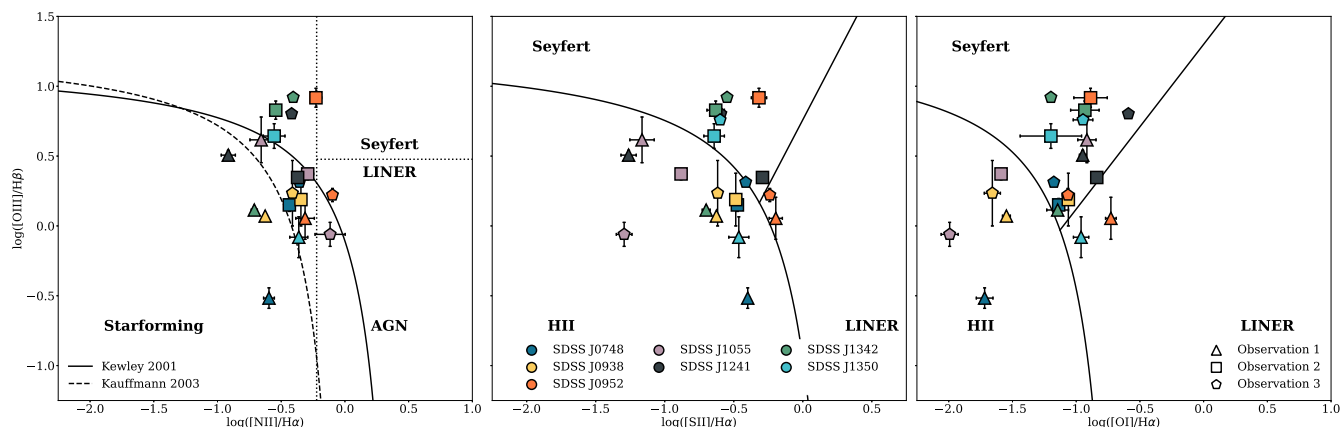 1.5
1.0
0.5
0.0
−0.5
−1.0
log([OIII]/Hβ)
Seyfert
LINER
Starforming
AGN
Kewley 2001
Kauffmann 2003
−2.0 −1.5 −1.0 −0.5 0.0 0.5 1.0
log([NII]/Hα)
Seyfert
HII
LINER
SDSS J0748 SDSS J1055 SDSS J1342
SDSS J0938 SDSS J1241 SDSS J1350
SDSS J0952
−2.0 −1.5 −1.0 −0.5 0.0 0.5
log([SII]/Hα)
Seyfert
HII
LINER
Observation 1
Observation 2
Observation 3
−2.0 −1.5 −1.0 −0.5 0.0 0.5 1.0
log([OI]/Hα)